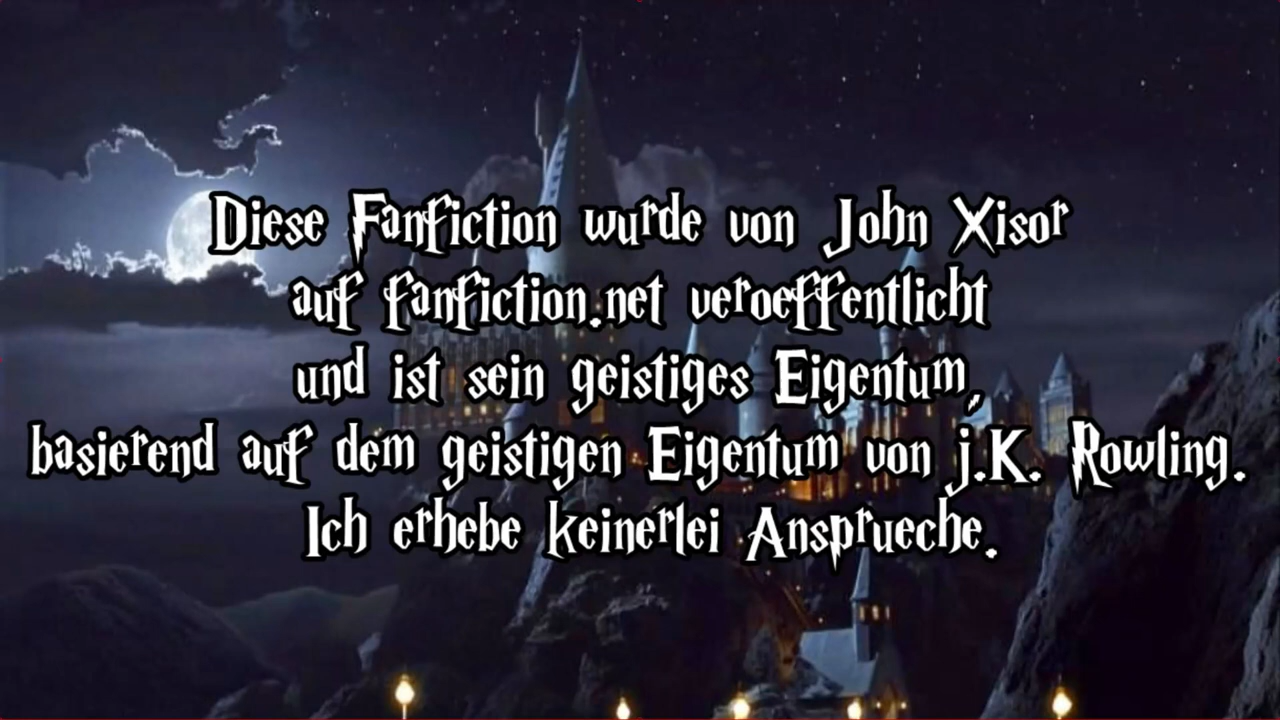 Diese Fanfiction wurde von John Xisor
auf fanfiction.net veroeffentlicht
und ist sein geistiges Eigentum,
basierend auf dem geistigen Eigentum von j.K. Rowling.
Ich erhebe keinerlei Ansprueche.